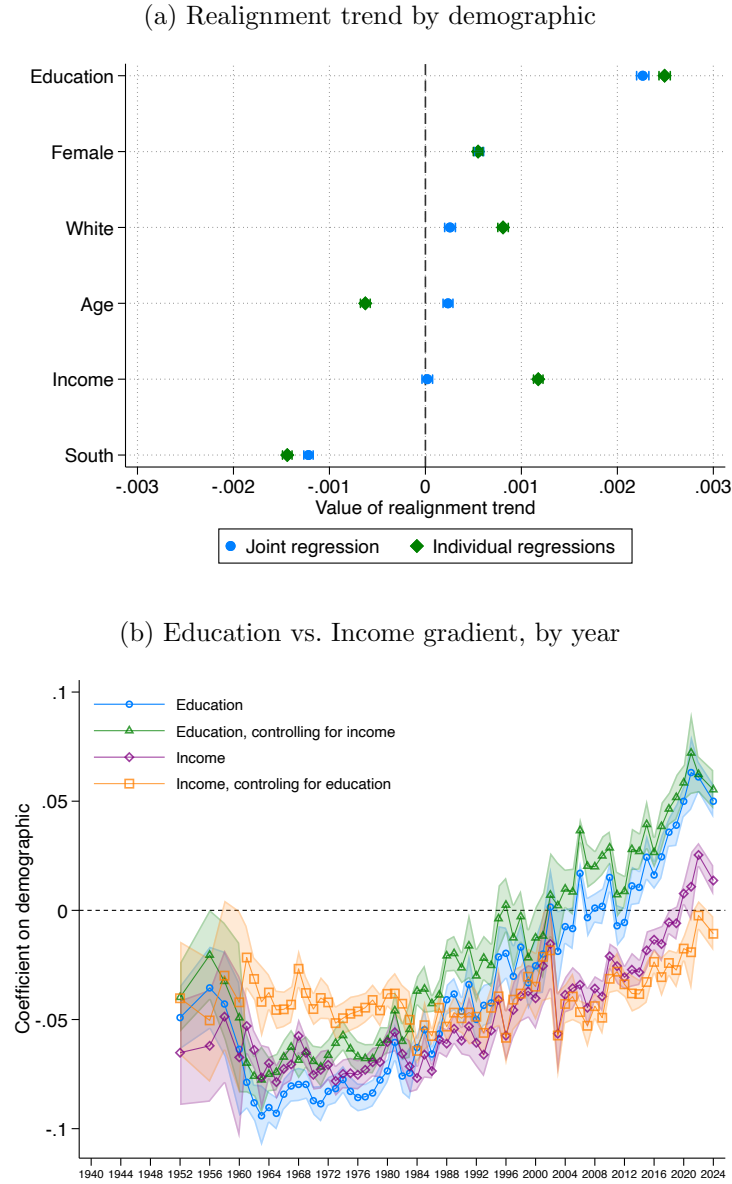 (a) Realignment trend by demographic
Education
Female
White
Age
Income
South
-.003 -.002 -.001 0 .001 .002 .003
Value of realignment trend
Joint regression Individual regressions
(b) Education vs. Income gradient, by year
.1
.05
0
-.05
-.1
Coefficient on demographic
Education
Education, controlling for income
Income
Income, controling for education
1940 1944 1948 1952 1956 1960 1964 1968 1972 1976 1980 1984 1988 1992 1996 2000 2004 2008 2012 2016 2020 2024